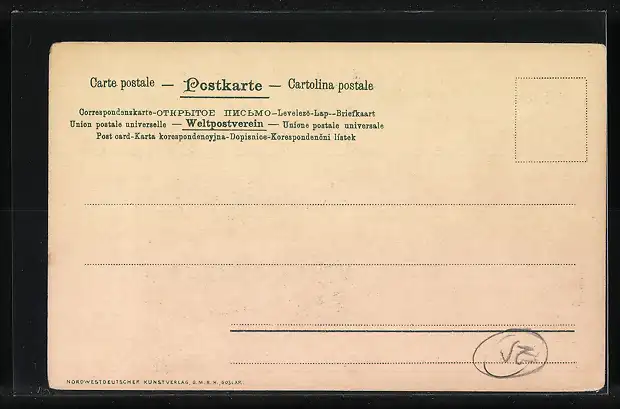 Carte postale — Postkarte — Cartolina postale
Correspondenzkarte-ОТКРЫТОЕ ПИСЬМО-Levelező-Lap--Briefkaart
Union postale universelle — Weltpostverein — Unione postale universale
Post card-Karta korespondencyjna-Dopisnice-Korespondenční lístek
NORDWESTDEUTSCHER KUNSTVERLAG, G.M.B.H.